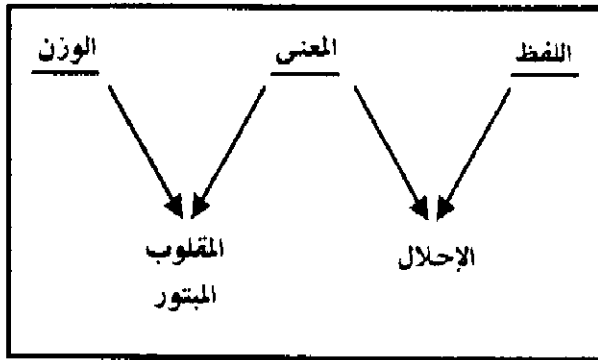 اللفظ المعنى الوزن
الإحلال المقلوب
المبتور